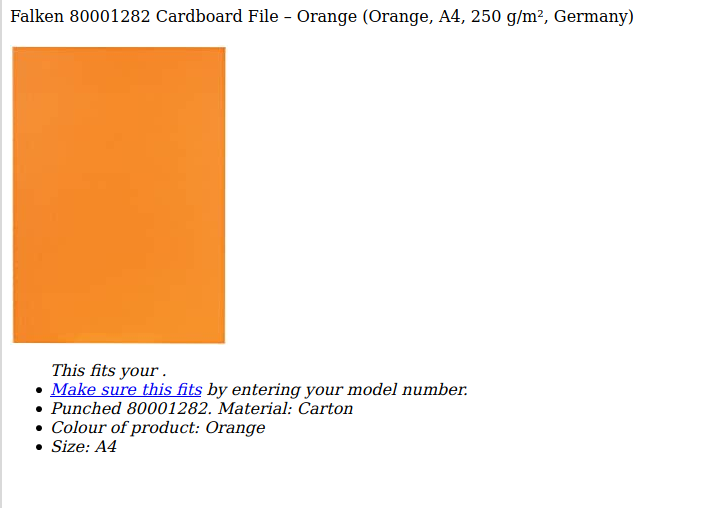 Falken 80001282 Cardboard File – Orange (Orange, A4, 250 g/m², Germany)
This fits your .
Make sure this fits by entering your model number.
Punched 80001282. Material: Carton
Colour of product: Orange
Size: A4